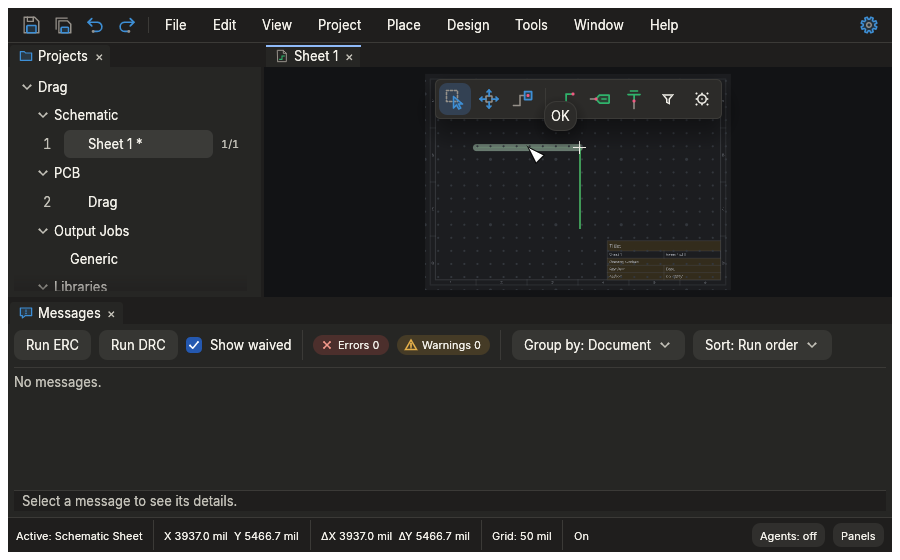 File Edit View Project Place Design Tools Window Help
Projects ×
Sheet 1 ×
Drag
Schematic
1 Sheet 1 * 1/1
PCB
2 Drag
Output Jobs
Generic
Libraries
OK
Messages ×
Run ERC Run DRC Show waived Errors 0 Warnings 0 Group by: Document Sort: Run order
No messages.
Select a message to see its details.
Active: Schematic Sheet X 3937.0 mil Y 5466.7 mil ΔX 3937.0 mil ΔY 5466.7 mil Grid: 50 mil On Agents: off Panels